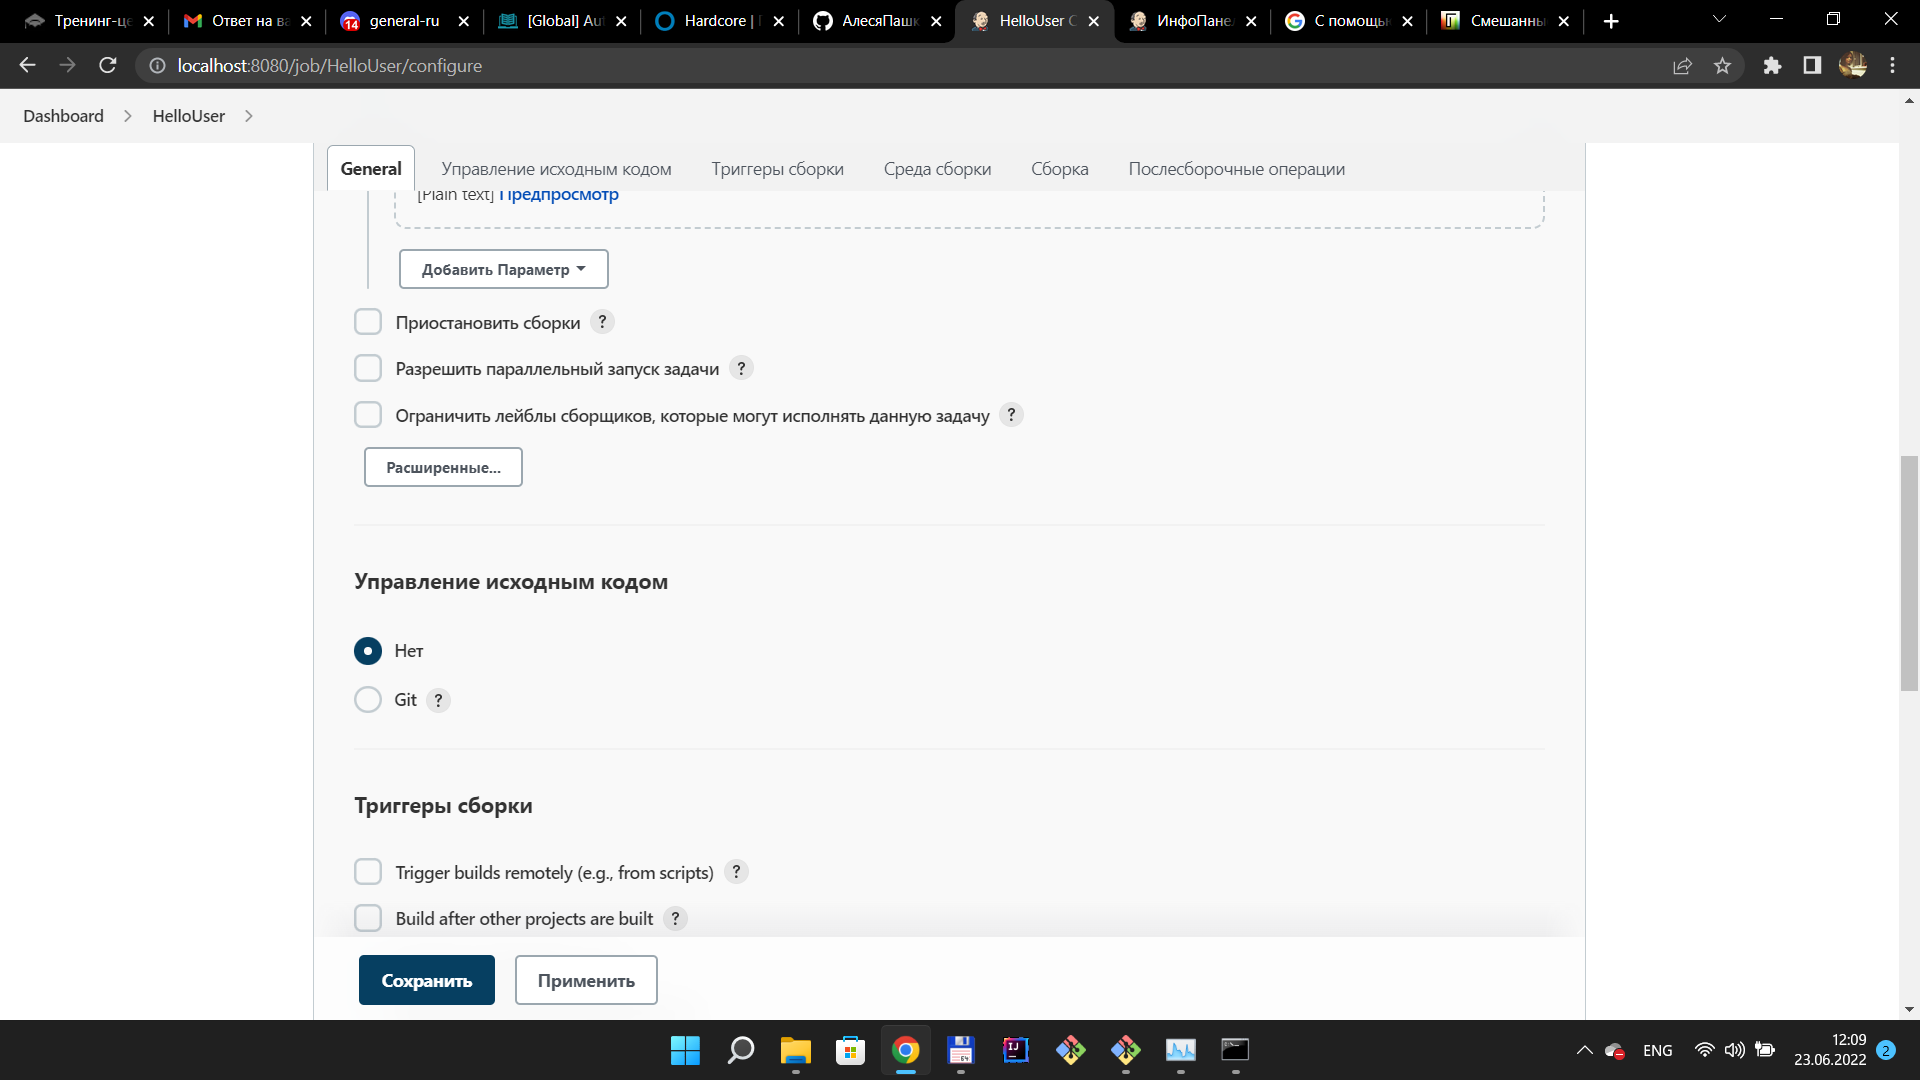 Тренинг-це
Ответ на ва
14
general-ru
[Global] Aut
Hardcore | П
АлесяПашк
HelloUser C
ИнфоПанел
С помощью
Смешанны
localhost:8080/job/HelloUser/configure
Dashboard
HelloUser
General
Управление исходным кодом
Триггеры сборки
Среда сборки
Сборка
Послесборочные операции
[Plain text] Предпросмотр
Добавить Параметр
Приостановить сборки ?
Разрешить параллельный запуск задачи ?
Ограничить лейблы сборщиков, которые могут исполнять данную задачу ?
Расширенные...
Управление исходным кодом
Нет
Git ?
Триггеры сборки
Trigger builds remotely (e.g., from scripts) ?
Build after other projects are built ?
Сохранить
Применить
ENG
12:09
23.06.2022
2